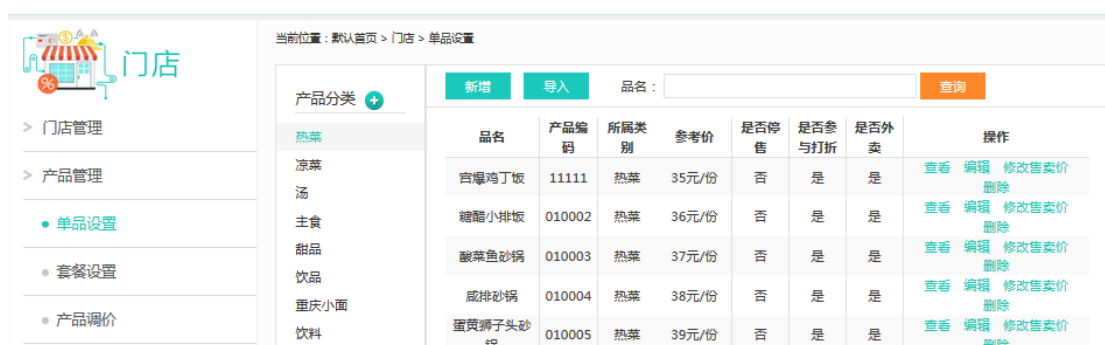 门店
当前位置：默认首页 > 门店 > 单品设置
> 门店管理
> 产品管理
单品设置
套餐设置
产品调价
产品分类
热菜
凉菜
汤
主食
甜品
饮品
重庆小面
饮料
新增 导入 品名： 查询
品名 产品编码 所属类别 参考价 是否停售 是否参与打折 是否外卖 操作
宫爆鸡丁饭 11111 热菜 35元/份 否 是 是 查看 编辑 修改售卖价 删除
糖醋小排饭 010002 热菜 36元/份 否 是 是 查看 编辑 修改售卖价 删除
酸菜鱼砂锅 010003 热菜 37元/份 否 是 是 查看 编辑 修改售卖价 删除
咸排砂锅 010004 热菜 38元/份 否 是 是 查看 编辑 修改售卖价 删除
蛋黄狮子头砂锅 010005 热菜 39元/份 否 是 是 查看 编辑 修改售卖价 删除